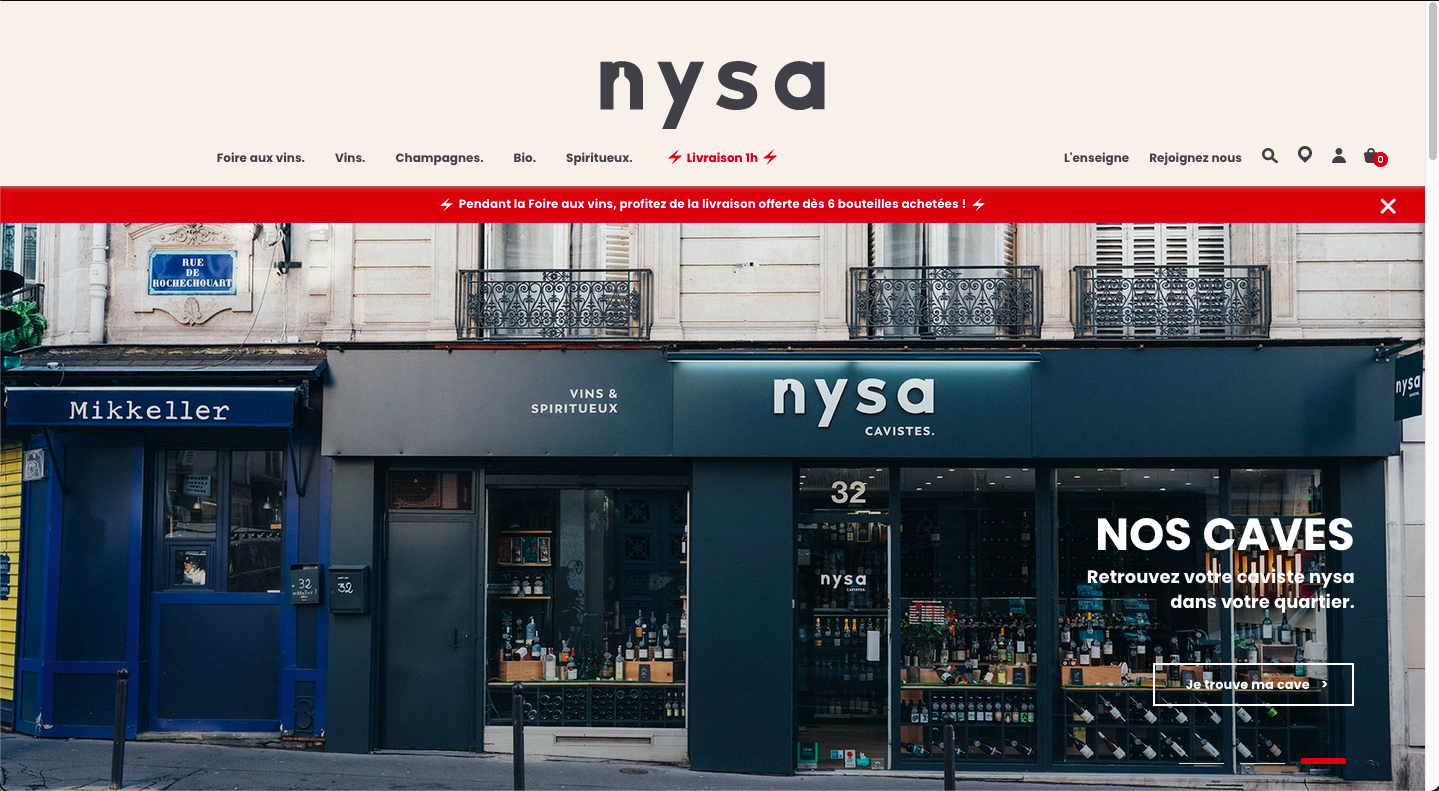 nysa
Foire aux vins. Vins. Champagnes. Bio. Spiritueux. Livraison 1h L'enseigne Rejoignez nous 0
Pendant la Foire aux vins, profitez de la livraison offerte dès 6 bouteilles achetées !
RUE
DE
ROCHECHOUART
Mikkeller
VINS &
SPIRITUEUX
nysa
CAVISTES.
nysa
32
32
32
nysa
CAVISTES.
NOS CAVES
Retrouvez votre caviste nysa
dans votre quartier.
Je trouve ma cave >